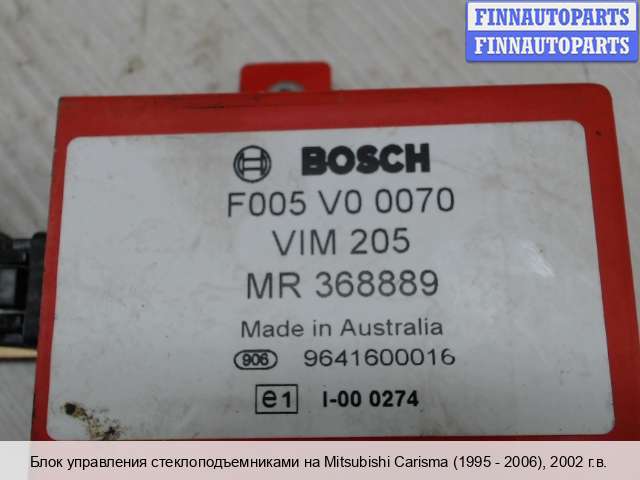 FINNAUTOPARTS
FINNAUTOPARTS
BOSCH
F005 V0 0070
VIM 205
MR 368889
Made in Australia
906 9641600016
e1 I-00 0274
Блок управления стеклоподъемниками на Mitsubishi Carisma (1995 - 2006), 2002 г.в.